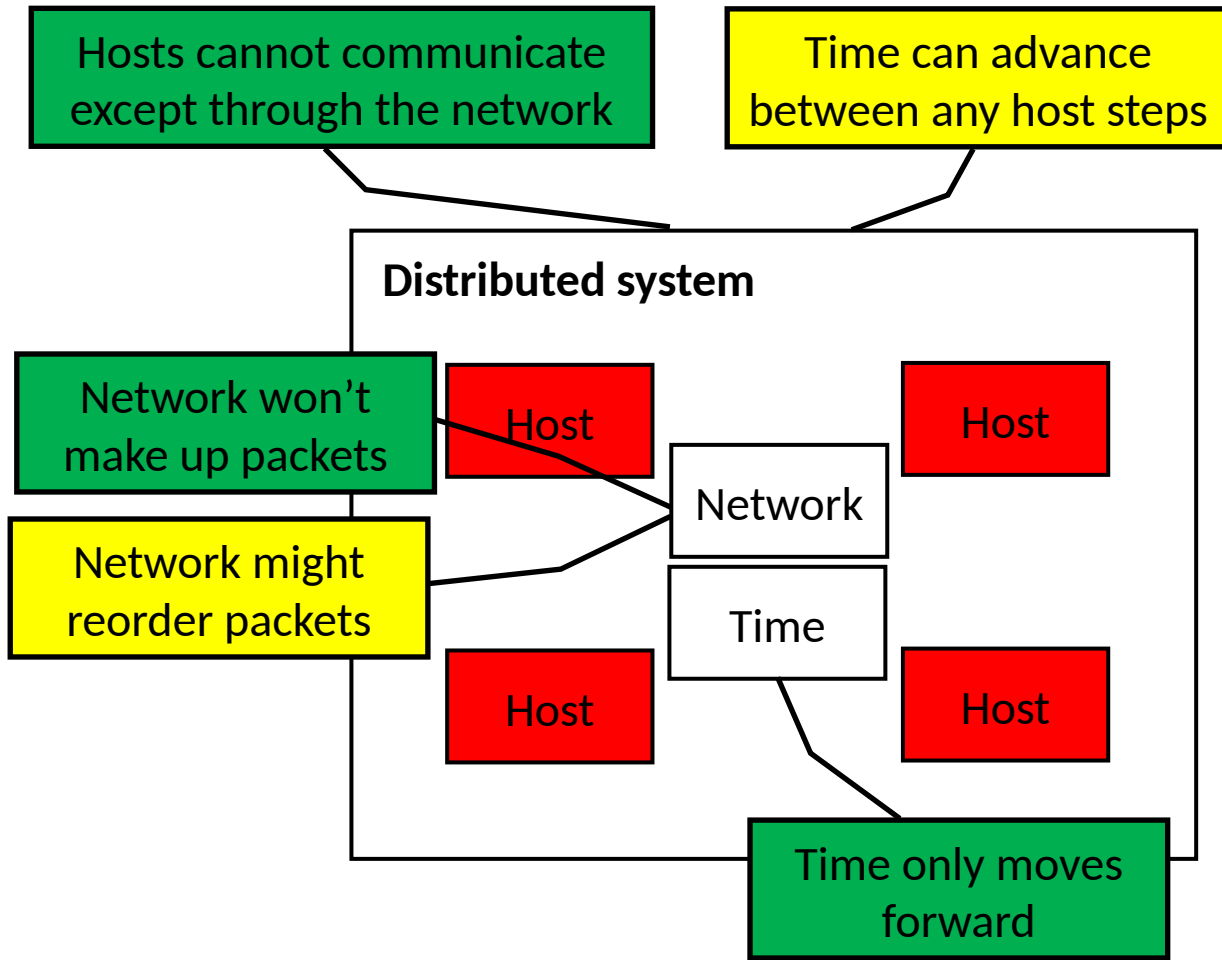 Hosts cannot communicate
except through the network
Time can advance
between any host steps
Distributed system
Network won’t
make up packets
Host
Host
Network
Network might
reorder packets
Time
Host
Host
Time only moves
forward